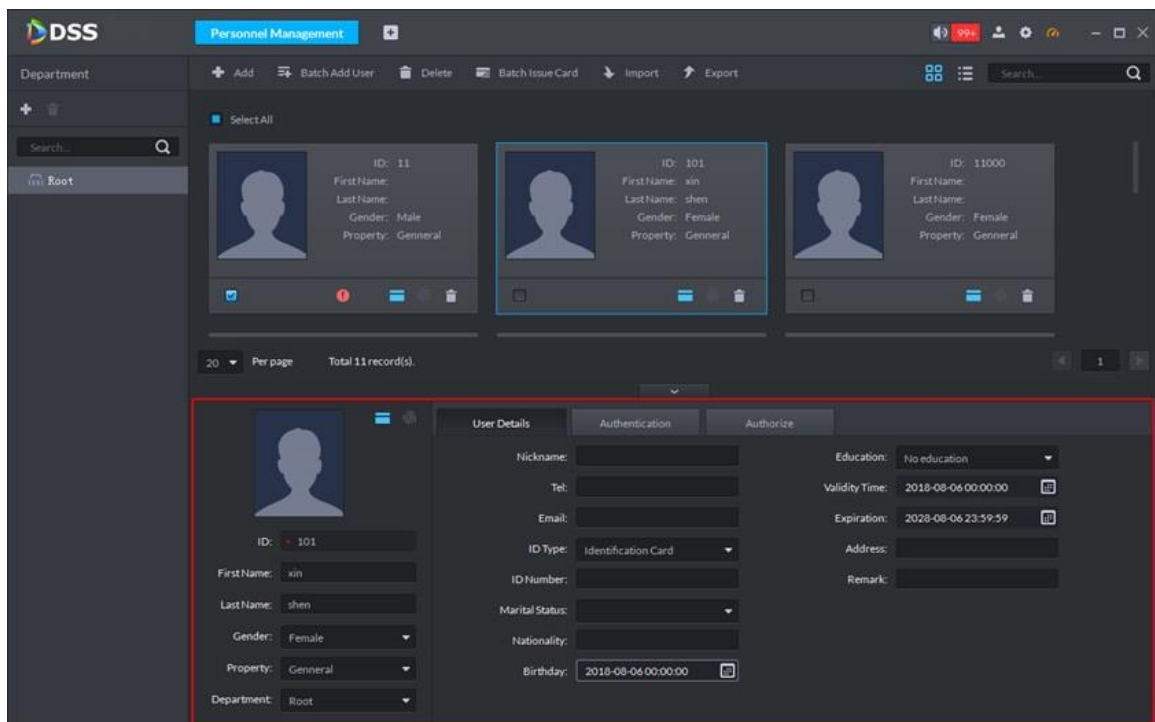 DSS
Personnel Management
99+
Department
Add Batch Add User Delete Batch Issue Card Import Export Search...
Search...
Root
Select All
ID: 11
First Name:
Last Name:
Gender: Male
Property: Genneral
ID: 101
First Name: xin
Last Name: shen
Gender: Female
Property: Genneral
ID: 11000
First Name:
Last Name:
Gender: Female
Property: Genneral
20 Per page Total 11 record(s). 1
ID: * 101
First Name: xin
Last Name: shen
Gender: Female
Property: Genneral
Department: Root
User Details Authentication Authorize
Nickname:
Tel:
Email:
ID Type: Identification Card
ID Number:
Marital Status:
Nationality:
Birthday: 2018-08-06 00:00:00
Education: No education
Validity Time: 2018-08-06 00:00:00
Expiration: 2028-08-06 23:59:59
Address:
Remark: